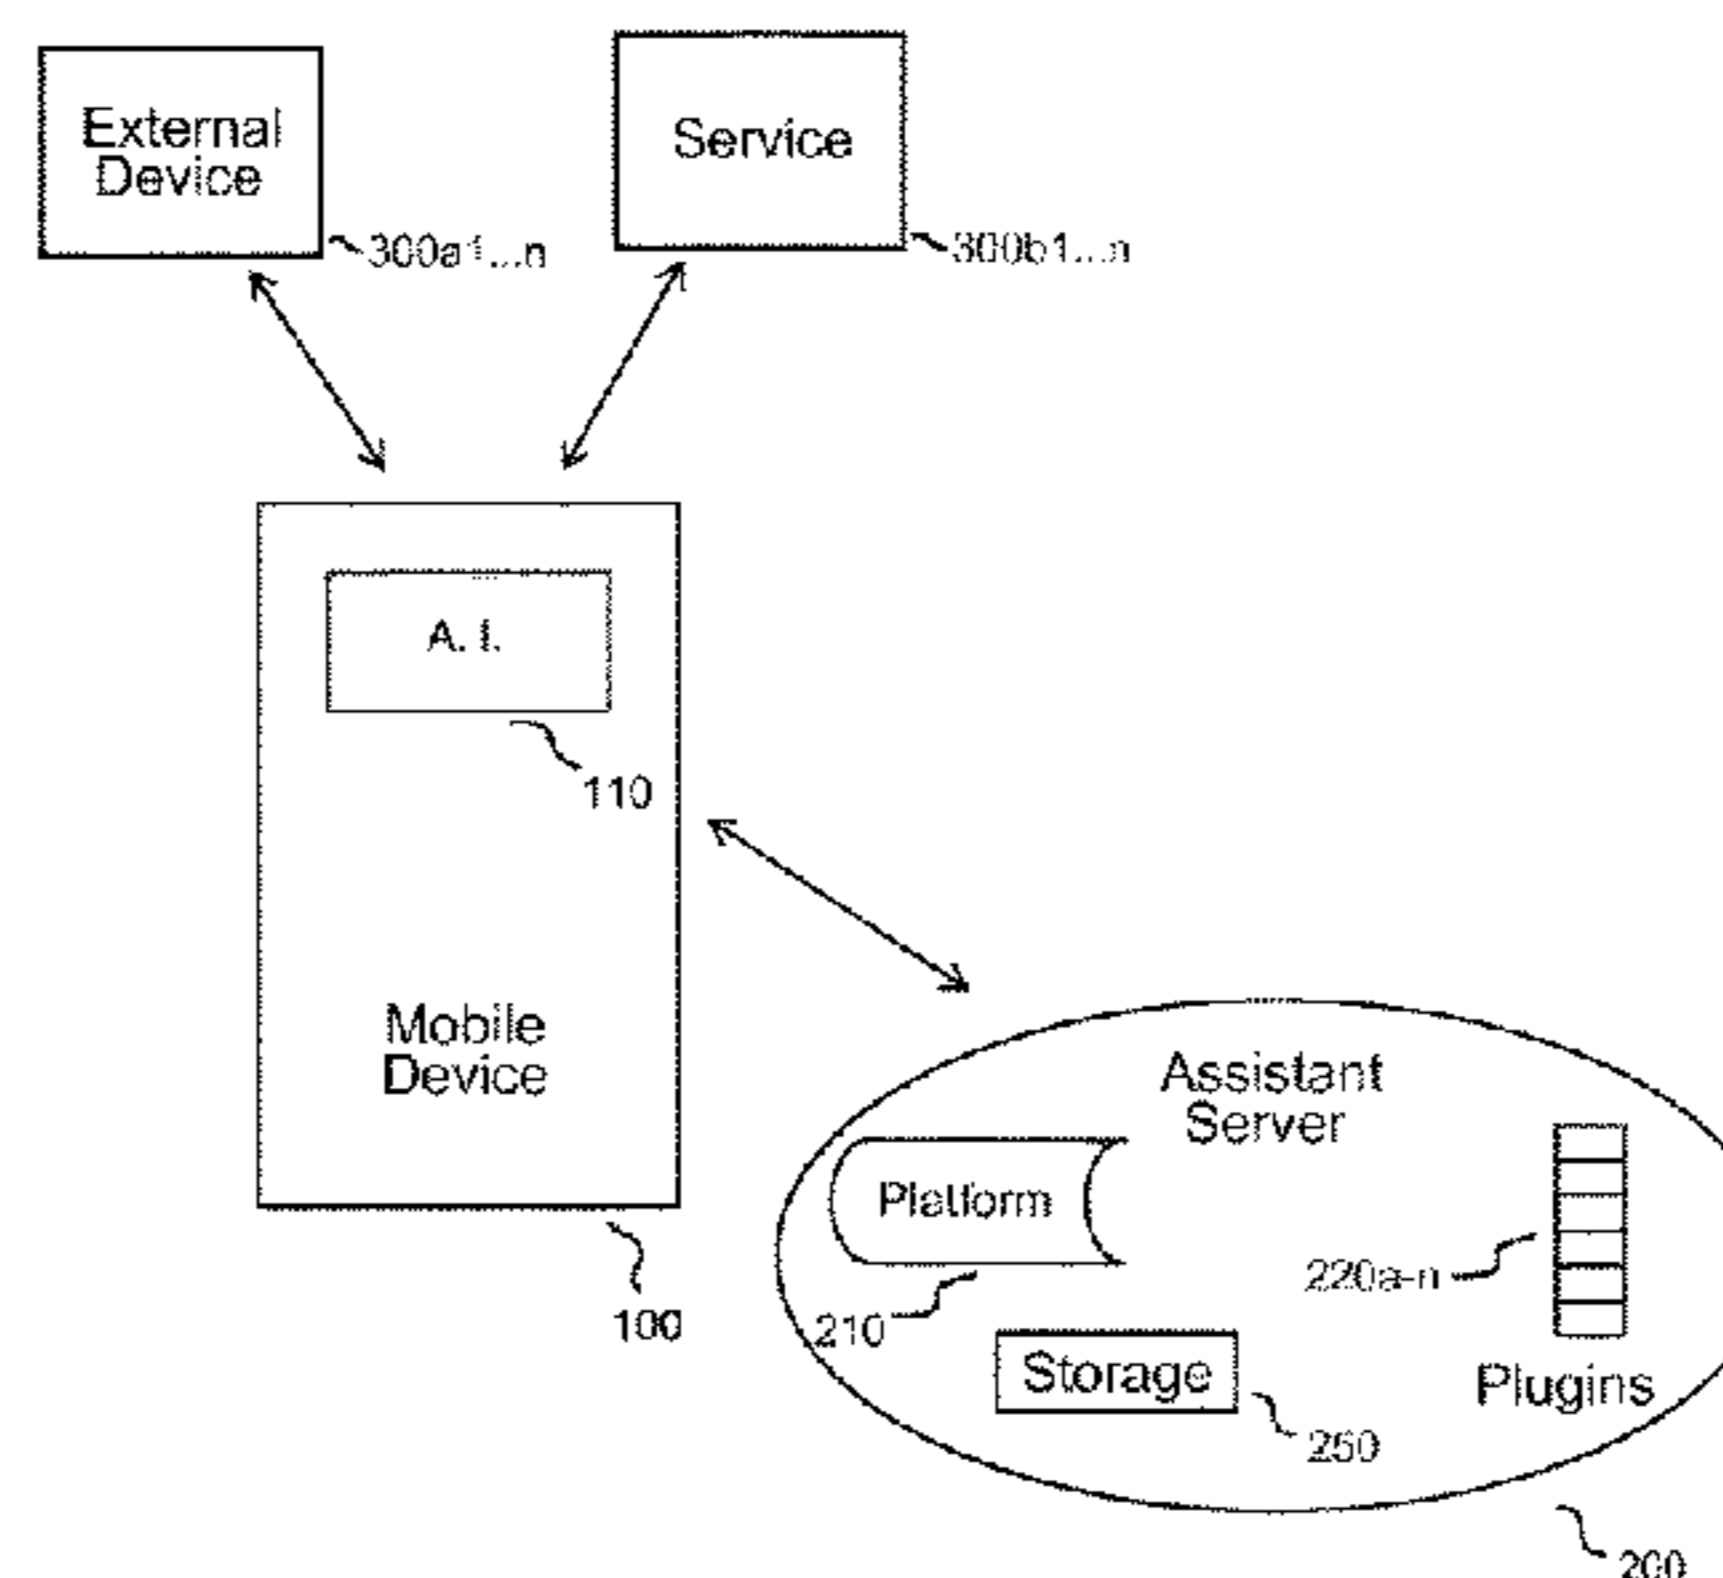 External
Device
Service
300a1...n
300b1...n
A. I.
110
Mobile
Device
100
Assistant
Server
Platform
220a-n
210
Storage
Plugins
250
200